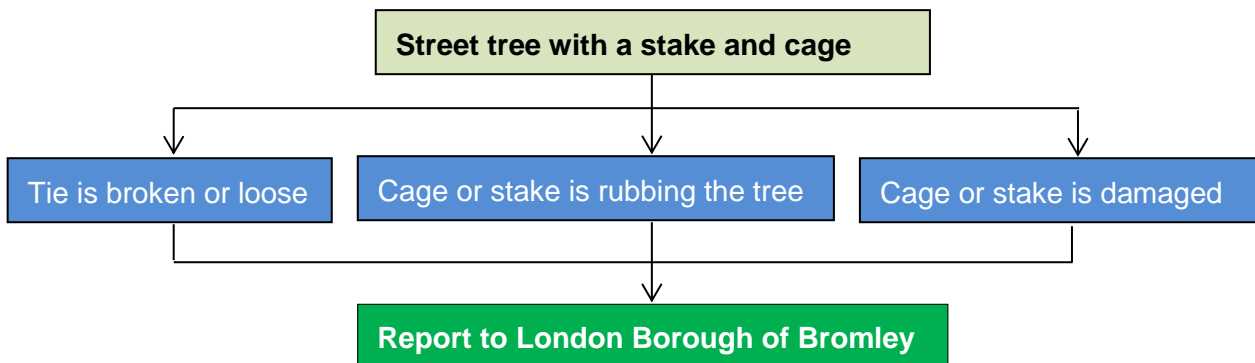 Street tree with a stake and cage
Tie is broken or loose
Cage or stake is rubbing the tree
Cage or stake is damaged
Report to London Borough of Bromley